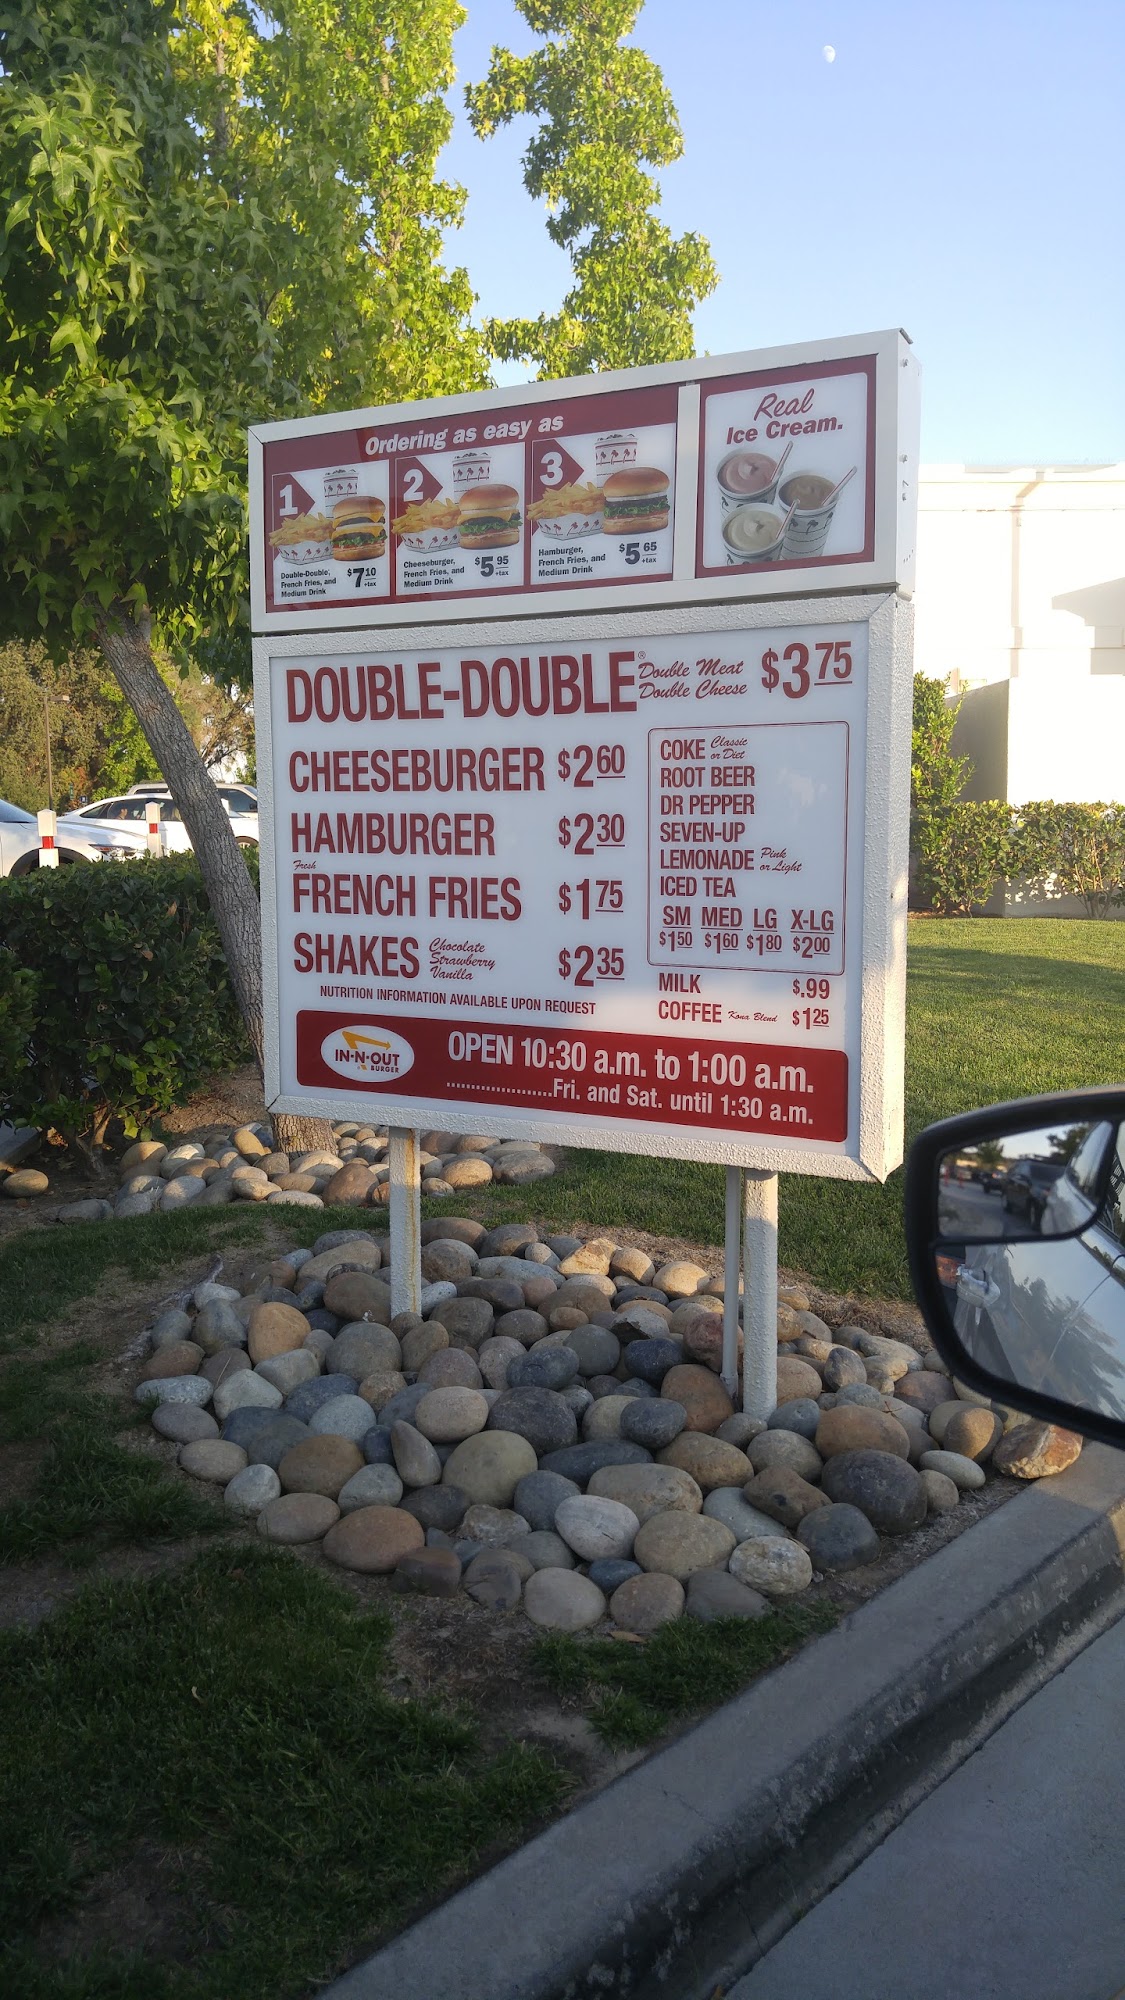 Ordering as easy as
1
Double-Double,
French Fries, and
Medium Drink
$7 10
+tax
2
Cheeseburger,
French Fries, and
Medium Drink
$5 95
+tax
3
Hamburger,
French Fries, and
Medium Drink
$5 65
+tax
Real
Ice Cream.
DOUBLE-DOUBLE® Double Meat Double Cheese $3 75
CHEESEBURGER $2 60
HAMBURGER $2 30
Fresh
FRENCH FRIES $1 75
SHAKES Chocolate Strawberry Vanilla $2 35
NUTRITION INFORMATION AVAILABLE UPON REQUEST
COKE Classic or Diet
ROOT BEER
DR PEPPER
SEVEN-UP
LEMONADE Pink or Light
ICED TEA
SM MED LG X-LG
$1 50 $1 60 $1 80 $2 00
MILK $.99
COFFEE Kona Blend $1 25
IN-N-OUT
BURGER
OPEN 10:30 a.m. to 1:00 a.m.
.....................Fri. and Sat. until 1:30 a.m.